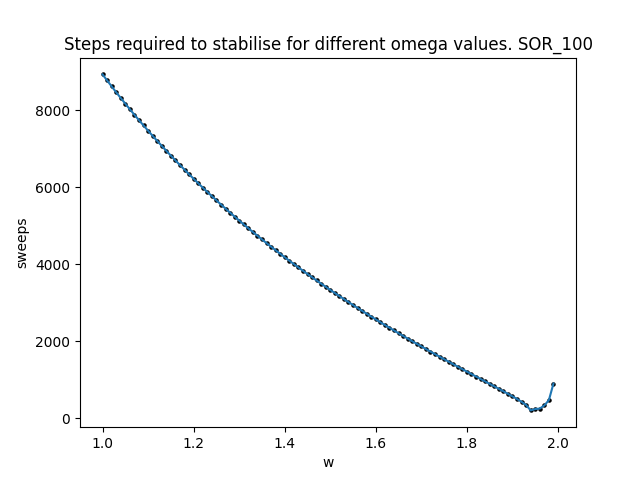 Steps required to stabilise for different omega values. SOR_100
8000
6000
4000
2000
0
sweeps
1.0 1.2 1.4 1.6 1.8 2.0
w